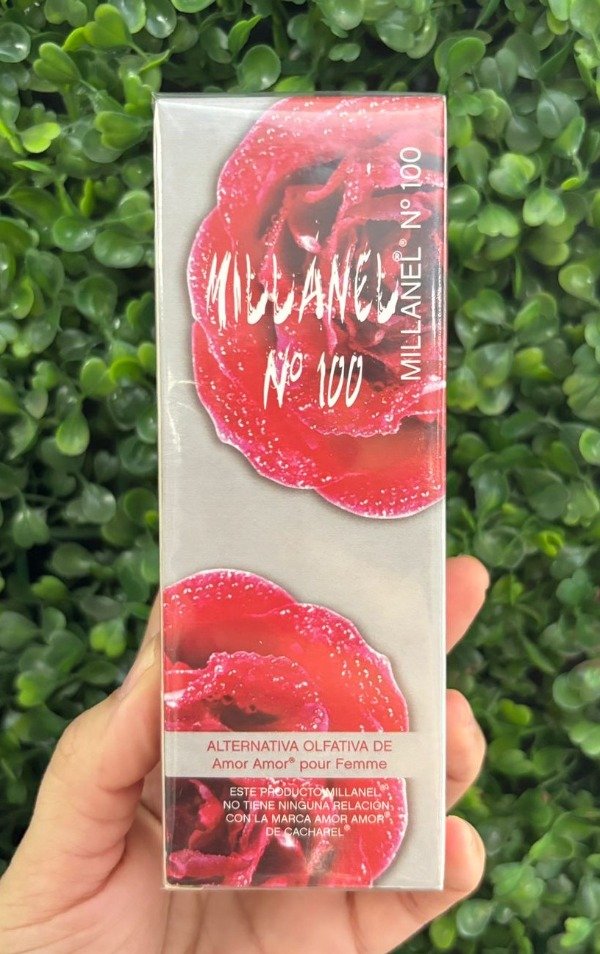 MILLANEL®
Nº 100
MILLANEL® Nº 100
ALTERNATIVA OLFATIVA DE
Amor Amor® pour Femme
ESTE PRODUCTO MILLANEL®
NO TIENE NINGUNA RELACIÓN
CON LA MARCA AMOR AMOR®
DE CACHAREL®